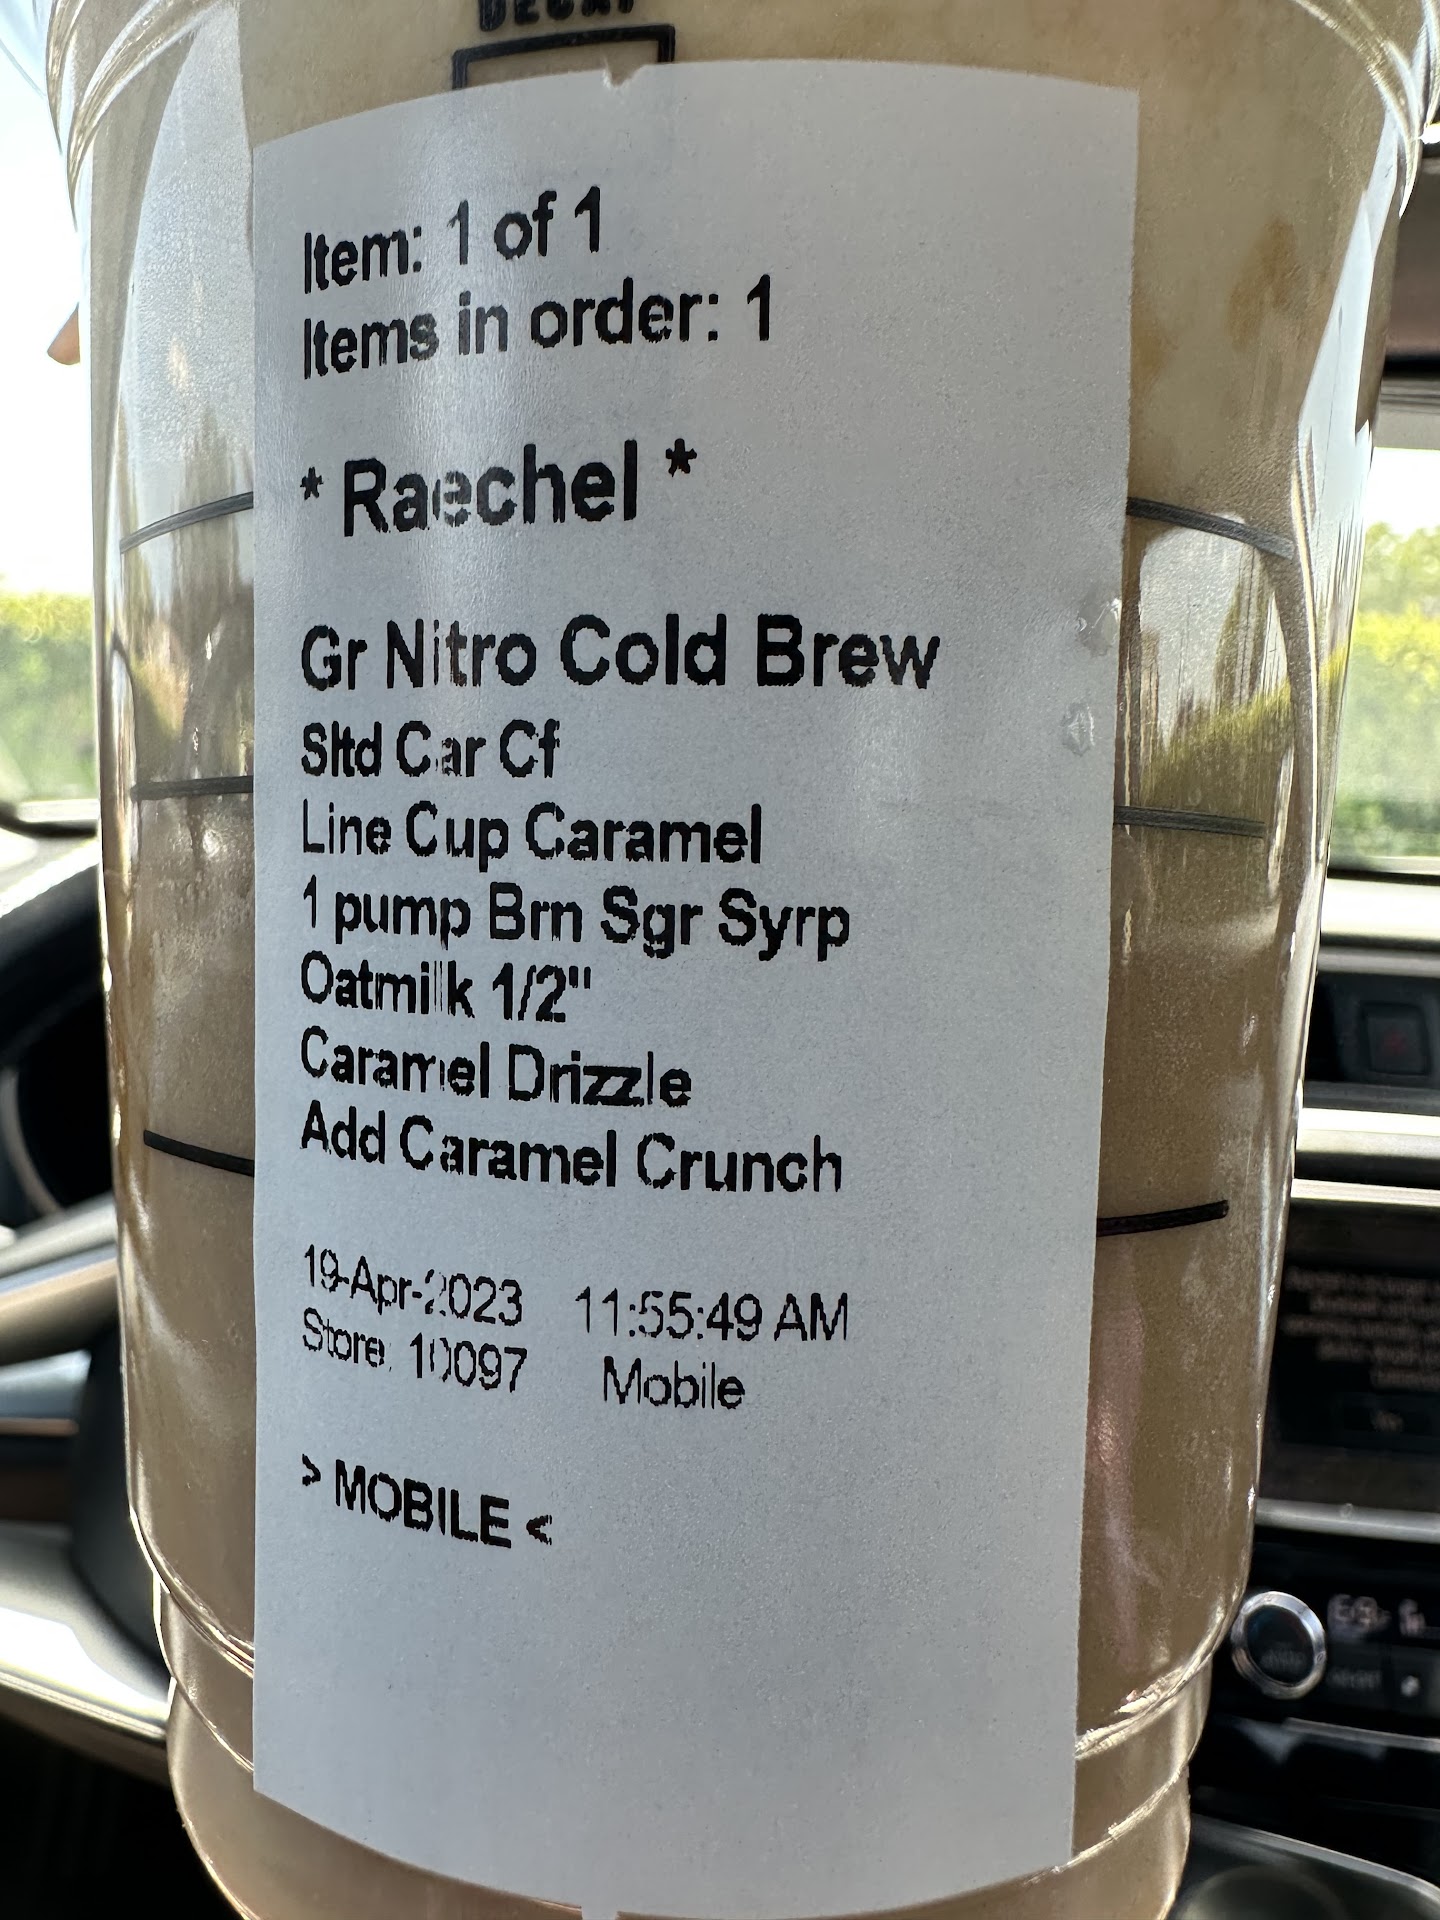 DECAF
Item: 1 of 1
Items in order: 1
* Raechel *
Gr Nitro Cold Brew
Sltd Car Cf
Line Cup Caramel
1 pump Brn Sgr Syrp
Oatmilk 1/2"
Caramel Drizzle
Add Caramel Crunch
19-Apr-2023 11:55:49 AM
Store: 10097 Mobile
> MOBILE <